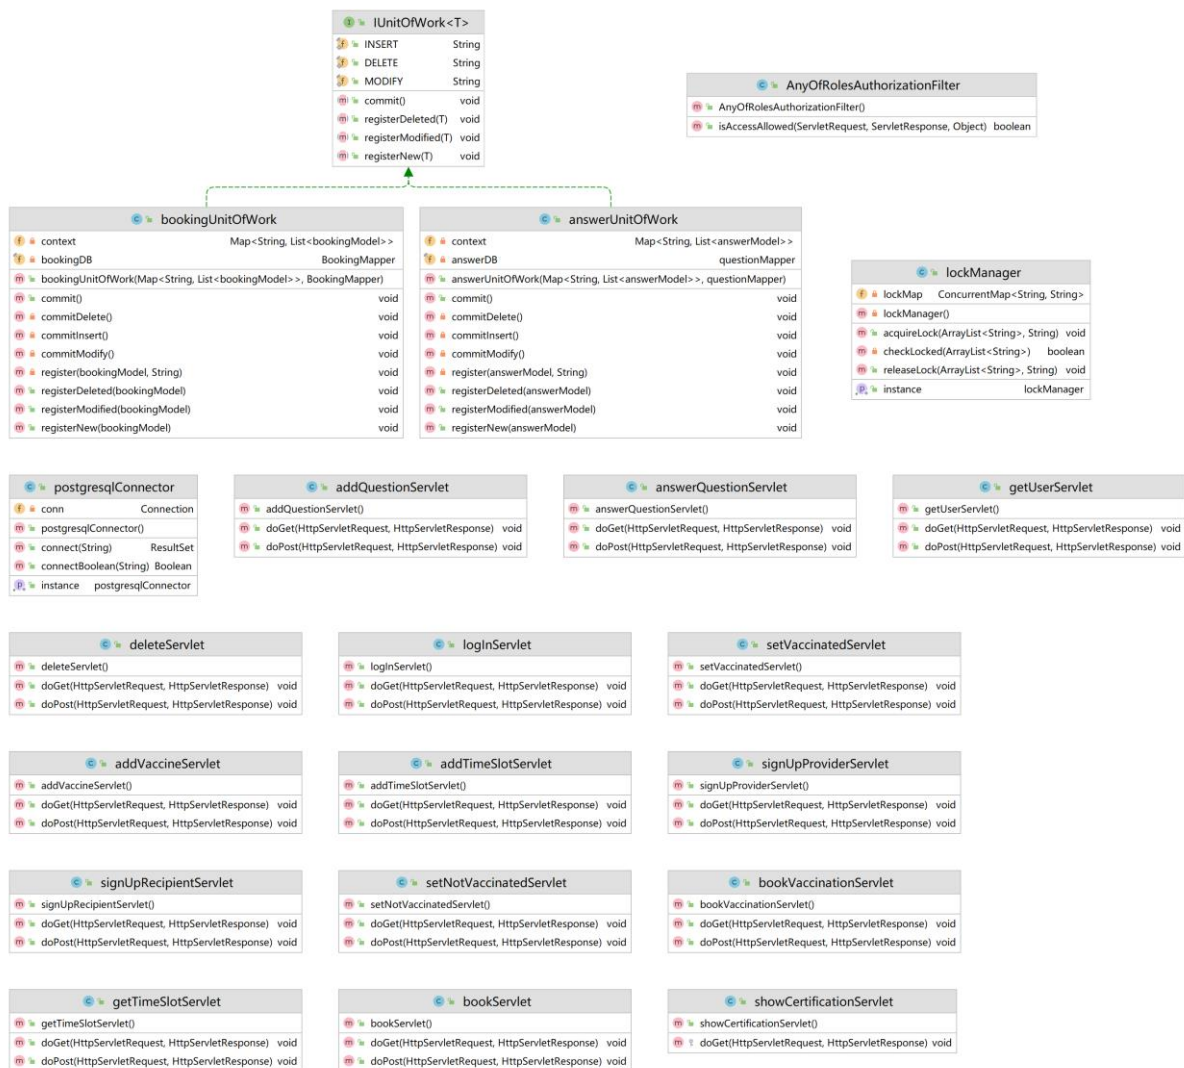 IUnitOfWork<T>
INSERT String
DELETE String
MODIFY String
commit() void
registerDeleted(T) void
registerModified(T) void
registerNew(T) void
AnyOfRolesAuthorizationFilter
AnyOfRolesAuthorizationFilter()
isAccessAllowed(ServletRequest, ServletResponse, Object) boolean
bookingUnitOfWork
context Map<String, List<bookingModel>>
bookingDB BookingMapper
bookingUnitOfWork(Map<String, List<bookingModel>>, BookingMapper)
commit() void
commitDelete() void
commitInsert() void
commitModify() void
register(bookingModel, String) void
registerDeleted(bookingModel) void
registerModified(bookingModel) void
registerNew(bookingModel) void
answerUnitOfWork
context Map<String, List<answerModel>>
answerDB questionMapper
answerUnitOfWork(Map<String, List<answerModel>>, questionMapper)
commit() void
commitDelete() void
commitInsert() void
commitModify() void
register(answerModel, String) void
registerDeleted(answerModel) void
registerModified(answerModel) void
registerNew(answerModel) void
lockManager
lockMap ConcurrentMap<String, String>
lockManager()
acquireLock(ArrayList<String>, String) void
checkLocked(ArrayList<String>) boolean
releaseLock(ArrayList<String>, String) void
instance lockManager
postgresqlConnector
conn Connection
postgresqlConnector()
connect(String) ResultSet
connectBoolean(String) Boolean
instance postgresqlConnector
addQuestionServlet
addQuestionServlet()
doGet(HttpServletRequest, HttpServletResponse) void
doPost(HttpServletRequest, HttpServletResponse) void
answerQuestionServlet
answerQuestionServlet()
doGet(HttpServletRequest, HttpServletResponse) void
doPost(HttpServletRequest, HttpServletResponse) void
getUserServlet
getUserServlet()
doGet(HttpServletRequest, HttpServletResponse) void
doPost(HttpServletRequest, HttpServletResponse) void
deleteServlet
deleteServlet()
doGet(HttpServletRequest, HttpServletResponse) void
doPost(HttpServletRequest, HttpServletResponse) void
logInServlet
logInServlet()
doGet(HttpServletRequest, HttpServletResponse) void
doPost(HttpServletRequest, HttpServletResponse) void
setVaccinatedServlet
setVaccinatedServlet()
doGet(HttpServletRequest, HttpServletResponse) void
doPost(HttpServletRequest, HttpServletResponse) void
addVaccineServlet
addVaccineServlet()
doGet(HttpServletRequest, HttpServletResponse) void
doPost(HttpServletRequest, HttpServletResponse) void
addTimeSlotServlet
addTimeSlotServlet()
doGet(HttpServletRequest, HttpServletResponse) void
doPost(HttpServletRequest, HttpServletResponse) void
signUpProviderServlet
signUpProviderServlet()
doGet(HttpServletRequest, HttpServletResponse) void
doPost(HttpServletRequest, HttpServletResponse) void
signUpRecipientServlet
signUpRecipientServlet()
doGet(HttpServletRequest, HttpServletResponse) void
doPost(HttpServletRequest, HttpServletResponse) void
setNotVaccinatedServlet
setNotVaccinatedServlet()
doGet(HttpServletRequest, HttpServletResponse) void
doPost(HttpServletRequest, HttpServletResponse) void
bookVaccinationServlet
bookVaccinationServlet()
doGet(HttpServletRequest, HttpServletResponse) void
doPost(HttpServletRequest, HttpServletResponse) void
getTimeSlotServlet
getTimeSlotServlet()
doGet(HttpServletRequest, HttpServletResponse) void
doPost(HttpServletRequest, HttpServletResponse) void
bookServlet
bookServlet()
doGet(HttpServletRequest, HttpServletResponse) void
doPost(HttpServletRequest, HttpServletResponse) void
showCertificationServlet
showCertificationServlet()
doGet(HttpServletRequest, HttpServletResponse) void